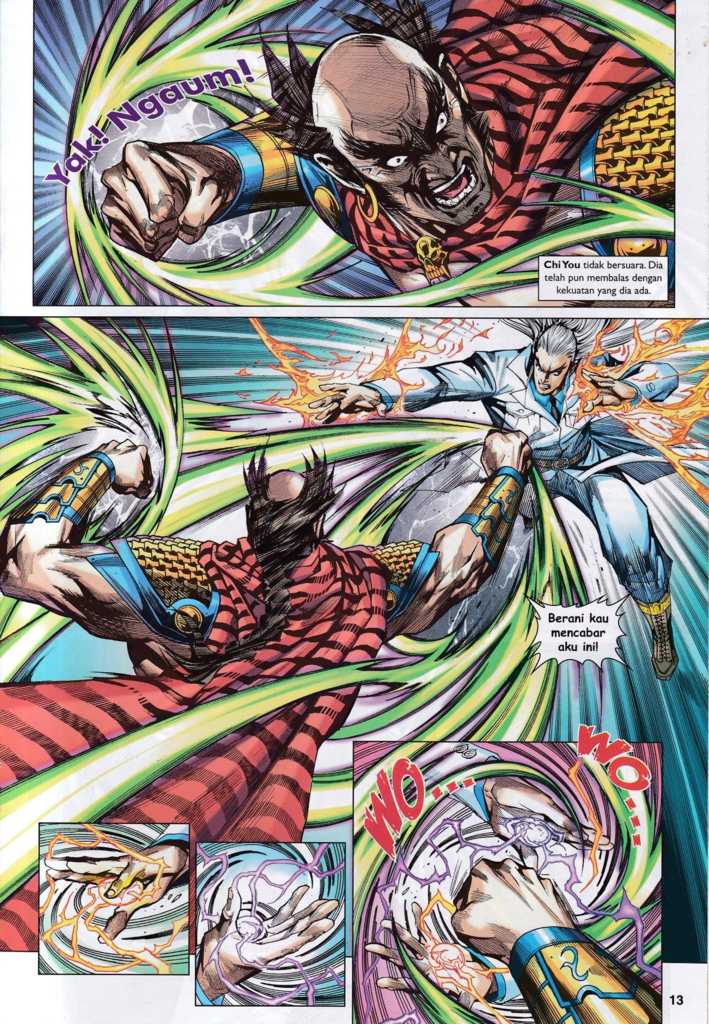 Yak! Ngaum!
Chi You tidak bersuara. Dia
telah pun membalas dengan
kekuatan yang dia ada.
Berani kau
mencabar
aku ini!
WO...
WO...
13